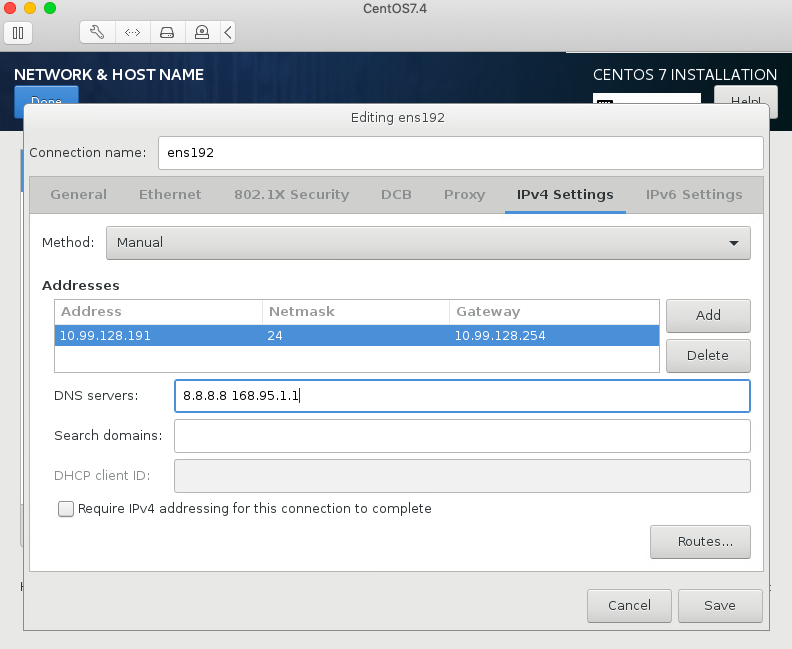 CentOS7.4
NETWORK & HOST NAME
CENTOS 7 INSTALLATION
Done
Help!
Editing ens192
Connection name: ens192
General Ethernet 802.1X Security DCB Proxy IPv4 Settings IPv6 Settings
Method: Manual
Addresses
Address Netmask Gateway
10.99.128.191 24 10.99.128.254
Add
Delete
DNS servers: 8.8.8.8 168.95.1.1
Search domains:
DHCP client ID:
Require IPv4 addressing for this connection to complete
Routes...
Cancel Save